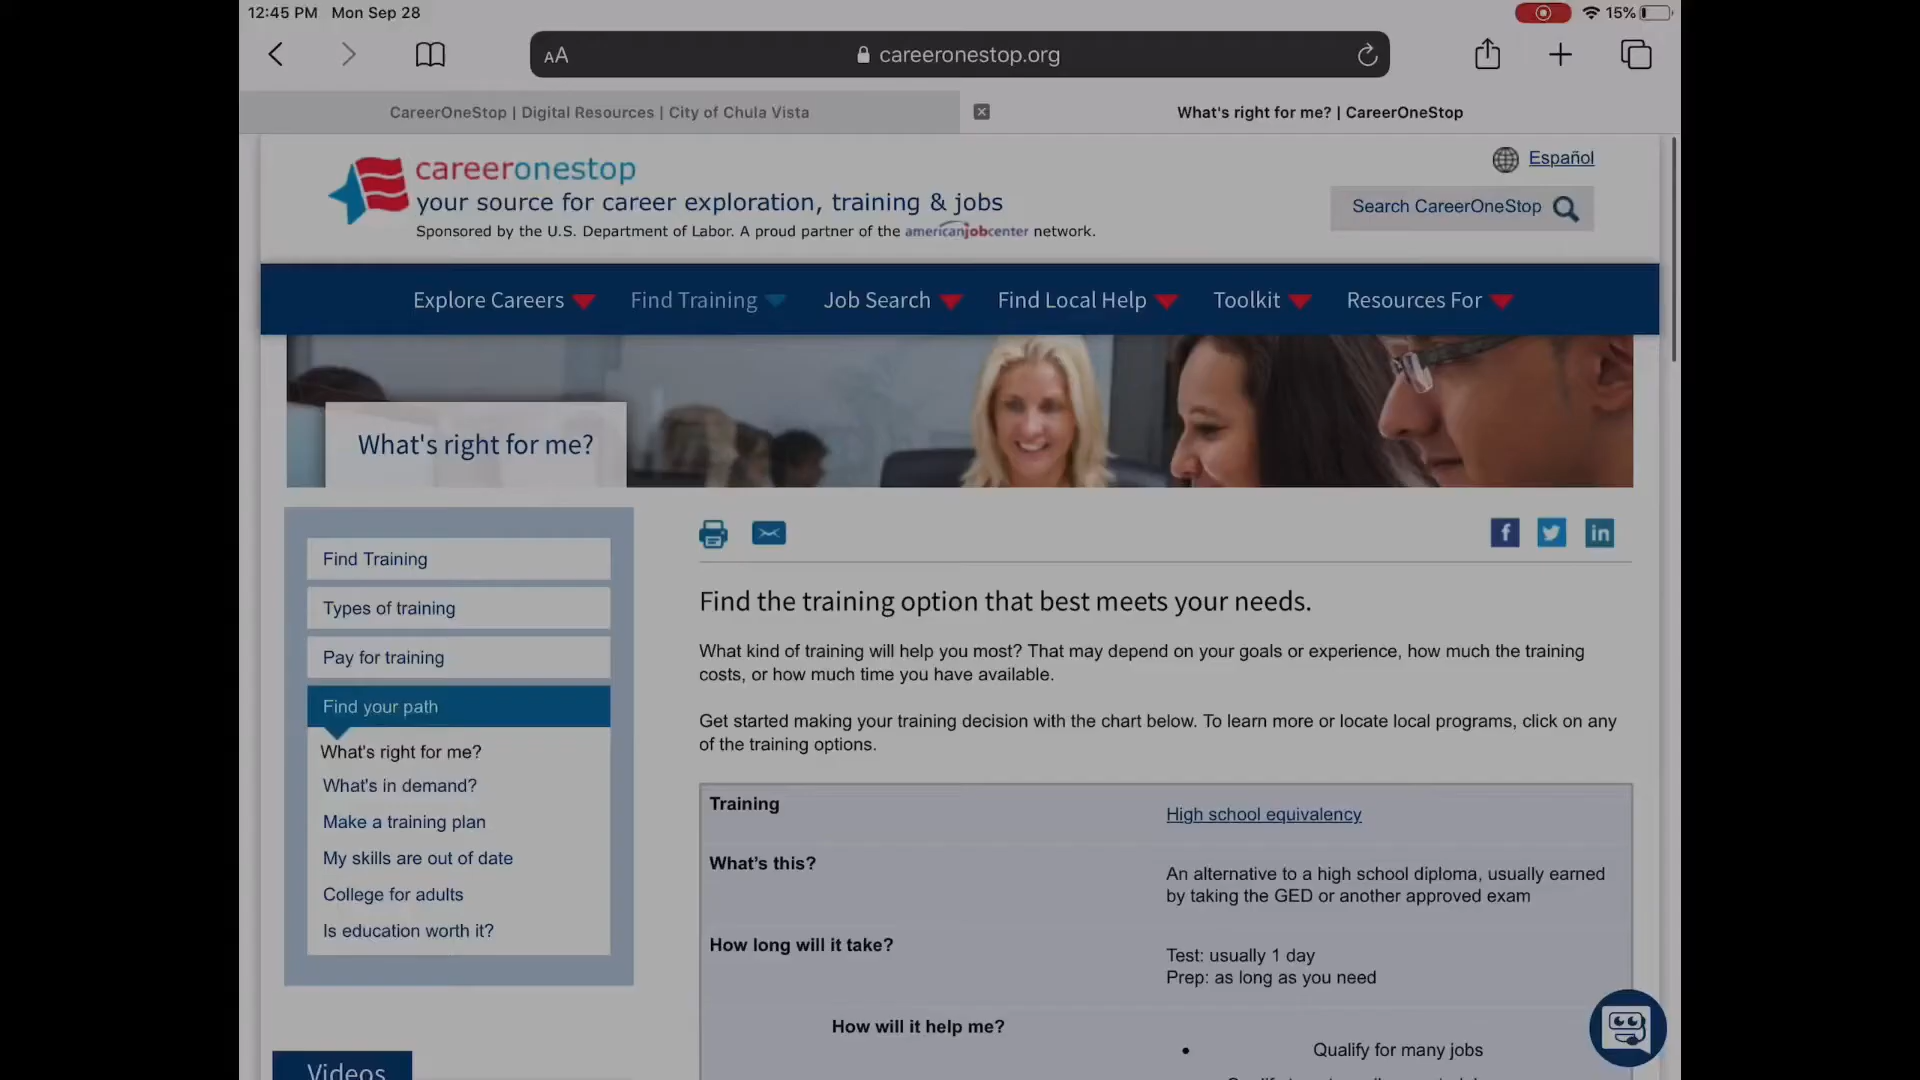 12:45 PM Mon Sep 28
15%
AA careeronestop.org
CareerOneStop | Digital Resources | City of Chula Vista
What's right for me? | CareerOneStop
careeronestop
your source for career exploration, training & jobs
Sponsored by the U.S. Department of Labor. A proud partner of the americanjobcenter network.
Español
Search CareerOneStop
Explore Careers Find Training Job Search Find Local Help Toolkit Resources For
What's right for me?
Find Training
Types of training
Pay for training
Find your path
What's right for me?
What's in demand?
Make a training plan
My skills are out of date
College for adults
Is education worth it?
Videos
f in
Find the training option that best meets your needs.
What kind of training will help you most? That may depend on your goals or experience, how much the training
costs, or how much time you have available.
Get started making your training decision with the chart below. To learn more or locate local programs, click on any
of the training options.
Training
High school equivalency
What's this?
An alternative to a high school diploma, usually earned
by taking the GED or another approved exam
How long will it take?
Test: usually 1 day
Prep: as long as you need
How will it help me?
• Qualify for many jobs